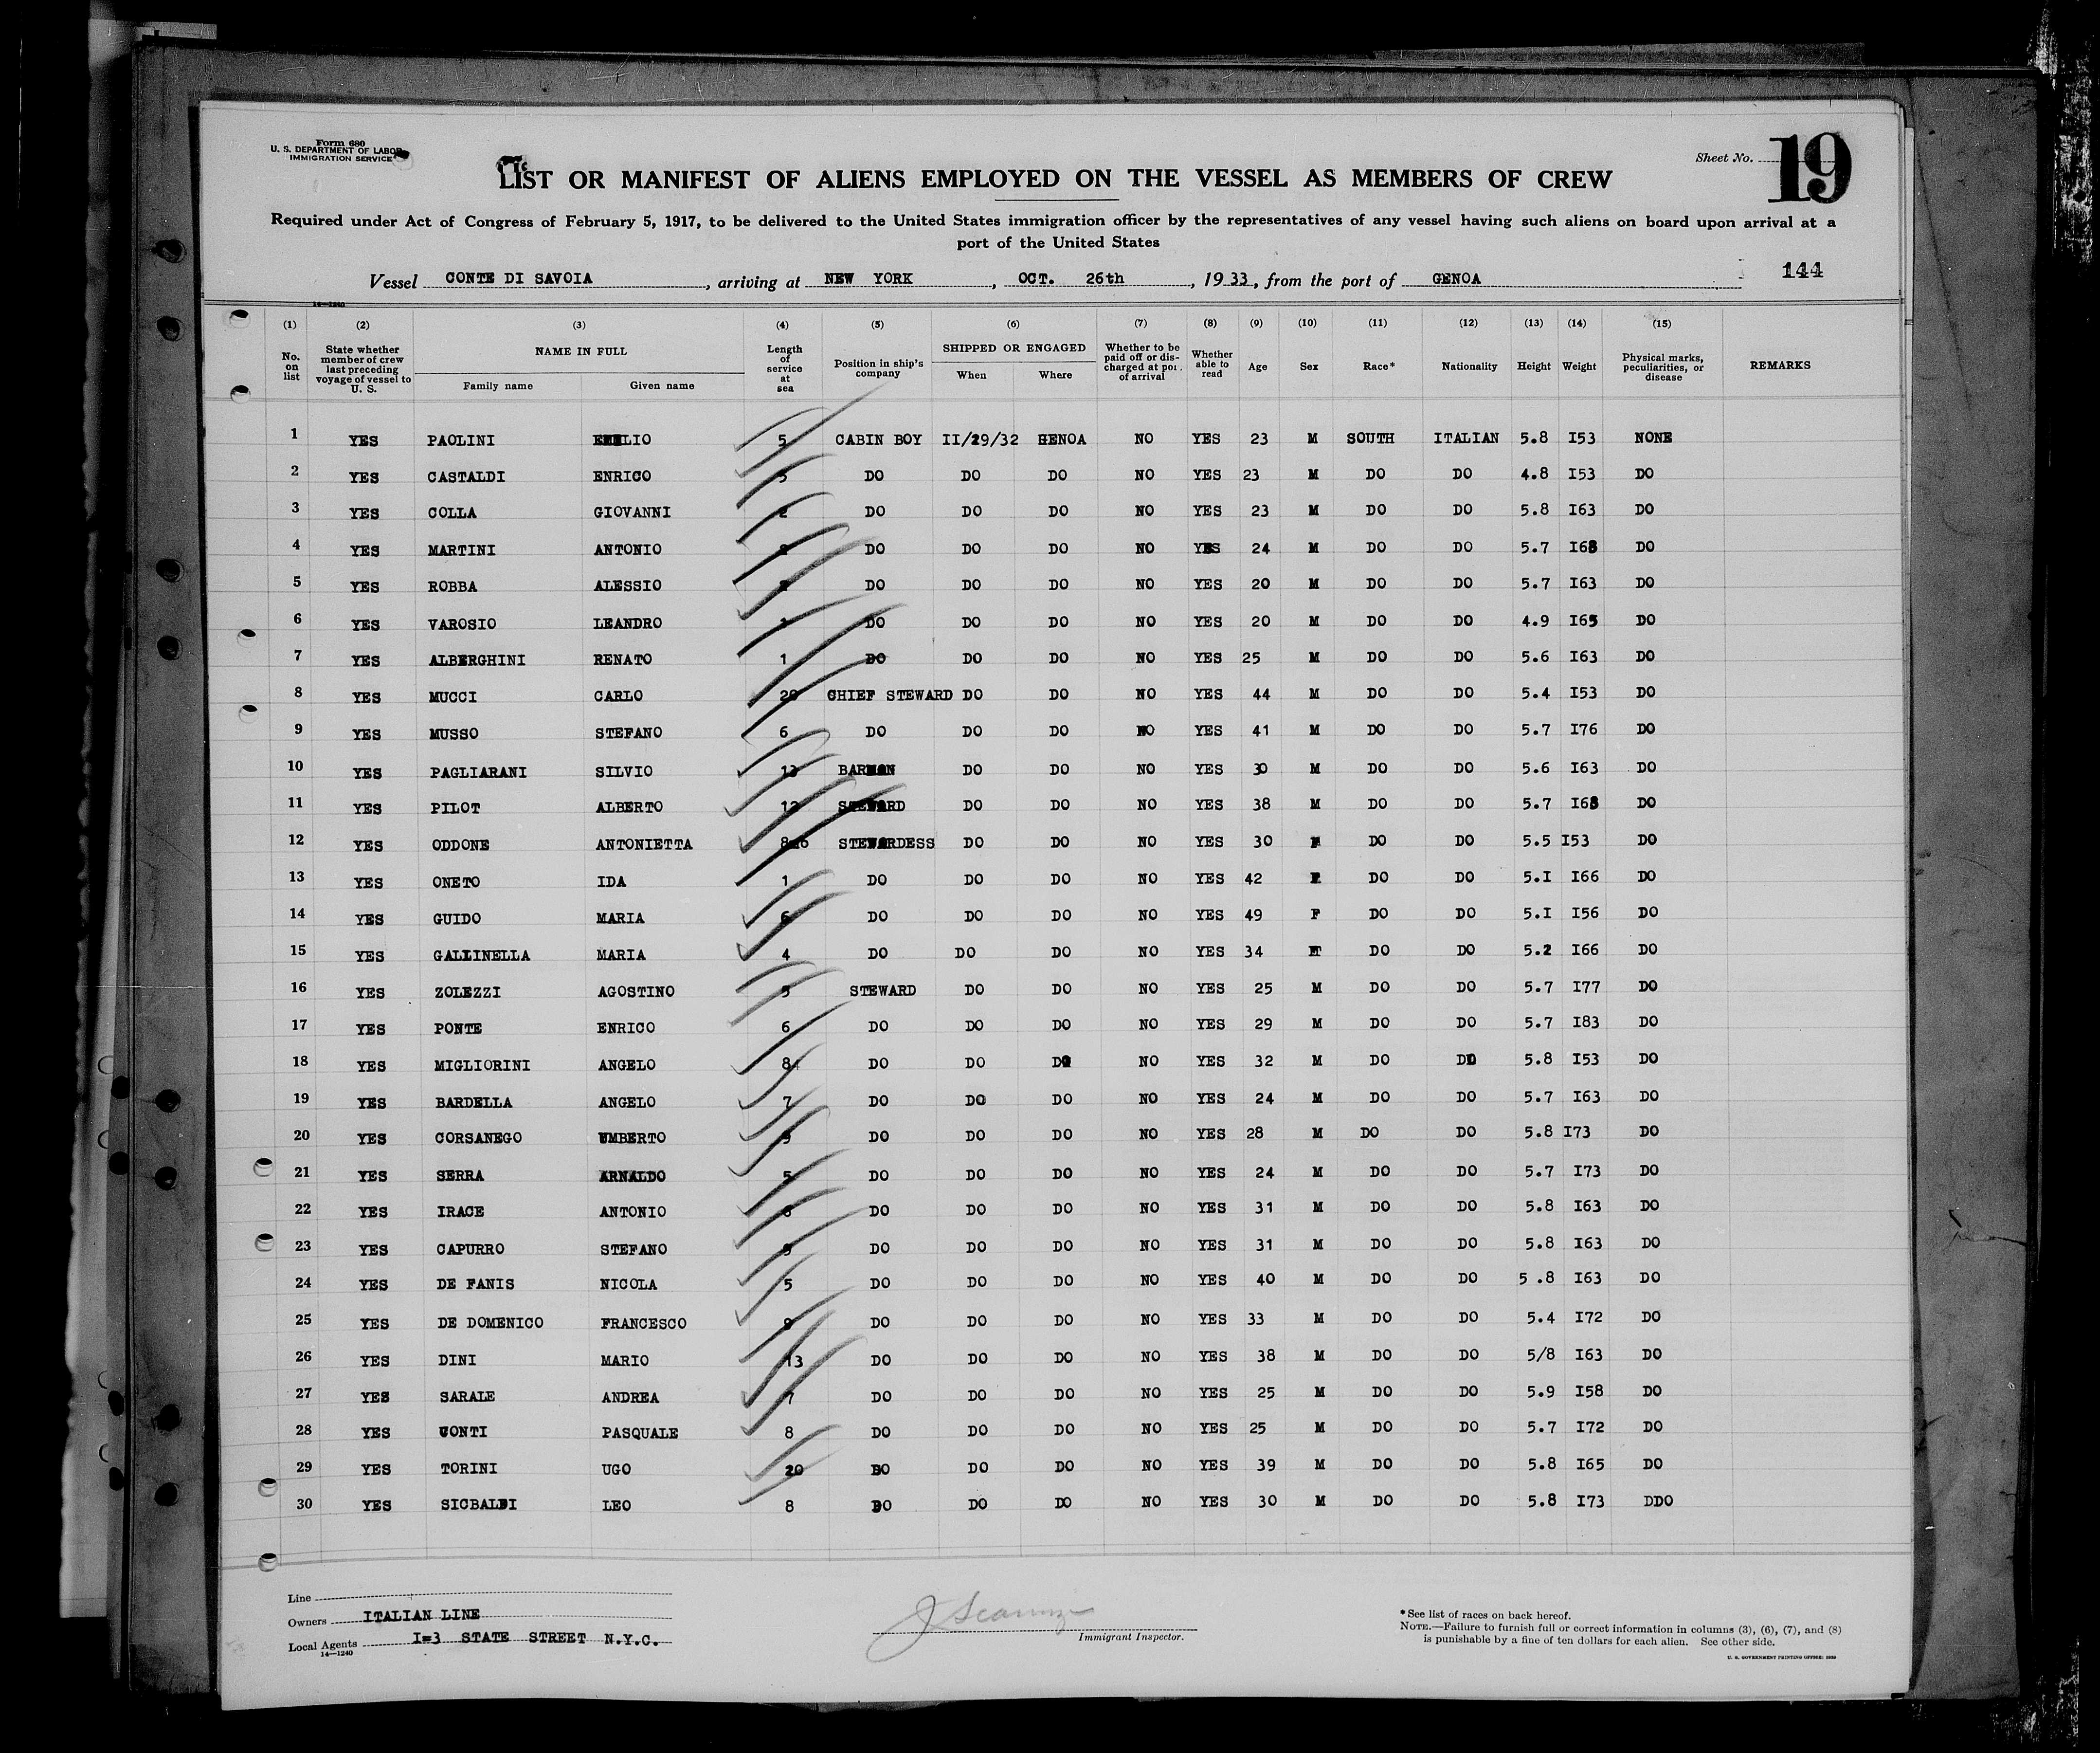 Form 680
U. S. DEPARTMENT OF LABOR
IMMIGRATION SERVICE
Sheet No. 19
LIST OR MANIFEST OF ALIENS EMPLOYED ON THE VESSEL AS MEMBERS OF CREW
Required under Act of Congress of February 5, 1917, to be delivered to the United States immigration officer by the representatives of any vessel having such aliens on board upon arrival at a
port of the United States
Vessel CONTE DI SAVOIA, arriving at NEW YORK, OCT. 26th, 1933, from the port of GENOA
144
14—1240
(1) (2) (3) (4) (5) (6) (7) (8) (9) (10) (11) (12) (13) (14) (15)
No. on list State whether member of crew last preceding voyage of vessel to U. S. NAME IN FULL Family name Given name Length of service at sea Position in ship's company SHIPPED OR ENGAGED When Where Whether to be paid off or discharged at port of arrival Whether able to read Age Sex Race* Nationality Height Weight Physical marks, peculiarities, or disease REMARKS
1 YES PAOLINI 5 CABIN BOY II/29/32 GENOA NO YES 23 M SOUTH ITALIAN 5.8 I53 NONE
2 YES CASTALDI ENRICO 5 DO DO DO NO YES 23 M DO DO 4.8 I53 DO
3 YES COLLA GIOVANNI 2 DO DO DO NO YES 23 M DO DO 5.8 I63 DO
4 YES MARTINI ANTONIO DO DO DO NO YES 24 M DO DO 5.7 I68 DO
5 YES ROBBA ALESSIO DO DO DO NO YES 20 M DO DO 5.7 I63 DO
6 YES VAROSIO LEANDRO DO DO DO NO YES 20 M DO DO 4.9 I65 DO
7 YES ALBERGHINI RENATO 1 DO DO DO NO YES 25 M DO DO 5.6 I63 DO
8 YES MUCCI CARLO 20 CHIEF STEWARD DO DO NO YES 44 M DO DO 5.4 I53 DO
9 YES MUSSO STEFANO 6 DO DO DO NO YES 41 M DO DO 5.7 I76 DO
10 YES PAGLIARANI SILVIO 13 DO DO NO YES 30 M DO DO 5.6 I63 DO
11 YES PILOT ALBERTO 12 STEWARD DO DO NO YES 38 M DO DO 5.7 I68 DO
12 YES ODDONE ANTONIETTA STEWARDESS DO DO NO YES 30 F DO DO 5.5 I53 DO
13 YES ONETO IDA 1 DO DO DO NO YES 42 F DO DO 5.I I66 DO
14 YES GUIDO MARIA 6 DO DO DO NO YES 49 F DO DO 5.I I56 DO
15 YES GALLINELLA MARIA 4 DO DO DO NO YES 34 F DO DO 5.2 I66 DO
16 YES ZOLEZZI AGOSTINO 5 STEWARD DO DO NO YES 25 M DO DO 5.7 I77 DO
17 YES PONTE ENRICO 6 DO DO DO NO YES 29 M DO DO 5.7 I83 DO
18 YES MIGLIORINI ANGELO 8 DO DO DO NO YES 32 M DO DO 5.8 I53 DO
19 YES BARDELLA ANGELO 7 DO DO DO NO YES 24 M DO DO 5.7 I63 DO
20 YES CORSANEGO UMBERTO 9 DO DO DO NO YES 28 M DO DO 5.8 I73 DO
21 YES SERRA ARNALDO 5 DO DO DO NO YES 24 M DO DO 5.7 I73 DO
22 YES IRACE ANTONIO DO DO DO NO YES 31 M DO DO 5.8 I63 DO
23 YES CAPURRO STEFANO 9 DO DO DO NO YES 31 M DO DO 5.8 I63 DO
24 YES DE FANIS NICOLA 5 DO DO DO NO YES 40 M DO DO 5 .8 I63 DO
25 YES DE DOMENICO FRANCESCO DO DO DO NO YES 33 M DO DO 5.4 I72 DO
26 YES DINI MARIO 13 DO DO DO NO YES 38 M DO DO 5/8 I63 DO
27 YES SARALE ANDREA 7 DO DO DO NO YES 25 M DO DO 5.9 I58 DO
28 YES CONTI PASQUALE 8 DO DO DO NO YES 25 M DO DO 5.7 I72 DO
29 YES TORINI UGO 20 DO DO DO NO YES 39 M DO DO 5.8 I65 DO
30 YES SICBALDI LEO 8 DO DO DO NO YES 30 M DO DO 5.8 I73 DDO
Line
Owners ITALIAN LINE
Local Agents I=3 STATE STREET N.Y.C.
14—1240
Immigrant Inspector.
* See list of races on back hereof.
NOTE.—Failure to furnish full or correct information in columns (3), (6), (7), and (8)
is punishable by a fine of ten dollars for each alien. See other side.